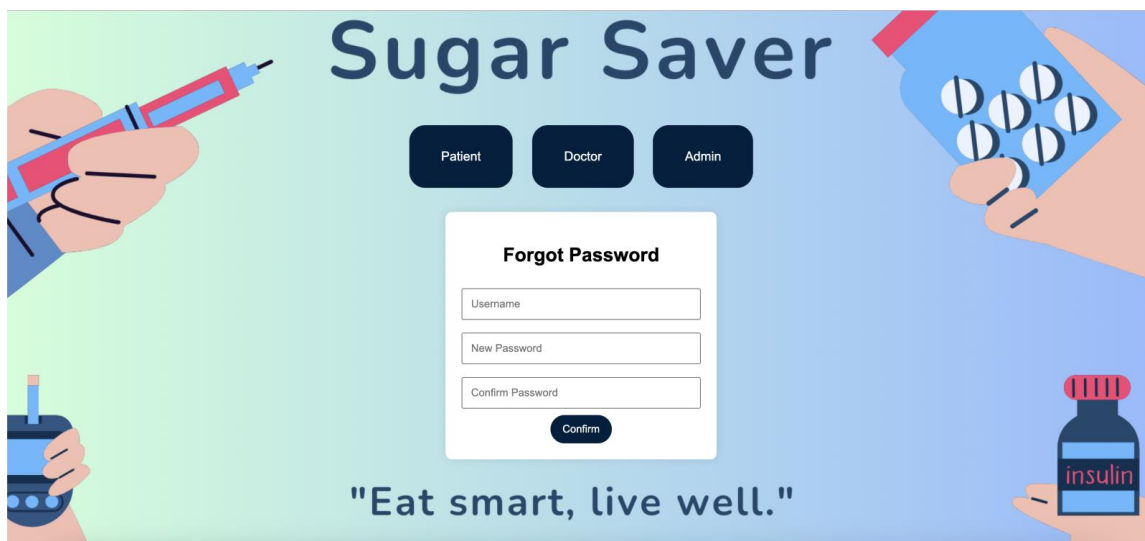 Sugar Saver
Patient Doctor Admin
Forgot Password
Username
New Password
Confirm Password
Confirm
insulin
"Eat smart, live well."